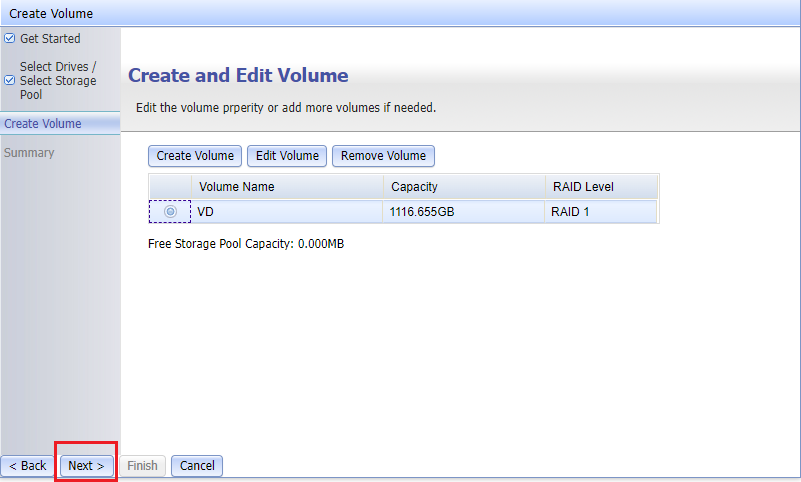 Create Volume
Get Started
Select Drives /
Select Storage
Pool
Create Volume
Summary
Create and Edit Volume
Edit the volume prperity or add more volumes if needed.
Create Volume Edit Volume Remove Volume
Volume Name Capacity RAID Level
VD 1116.655GB RAID 1
Free Storage Pool Capacity: 0.000MB
< Back Next > Finish Cancel